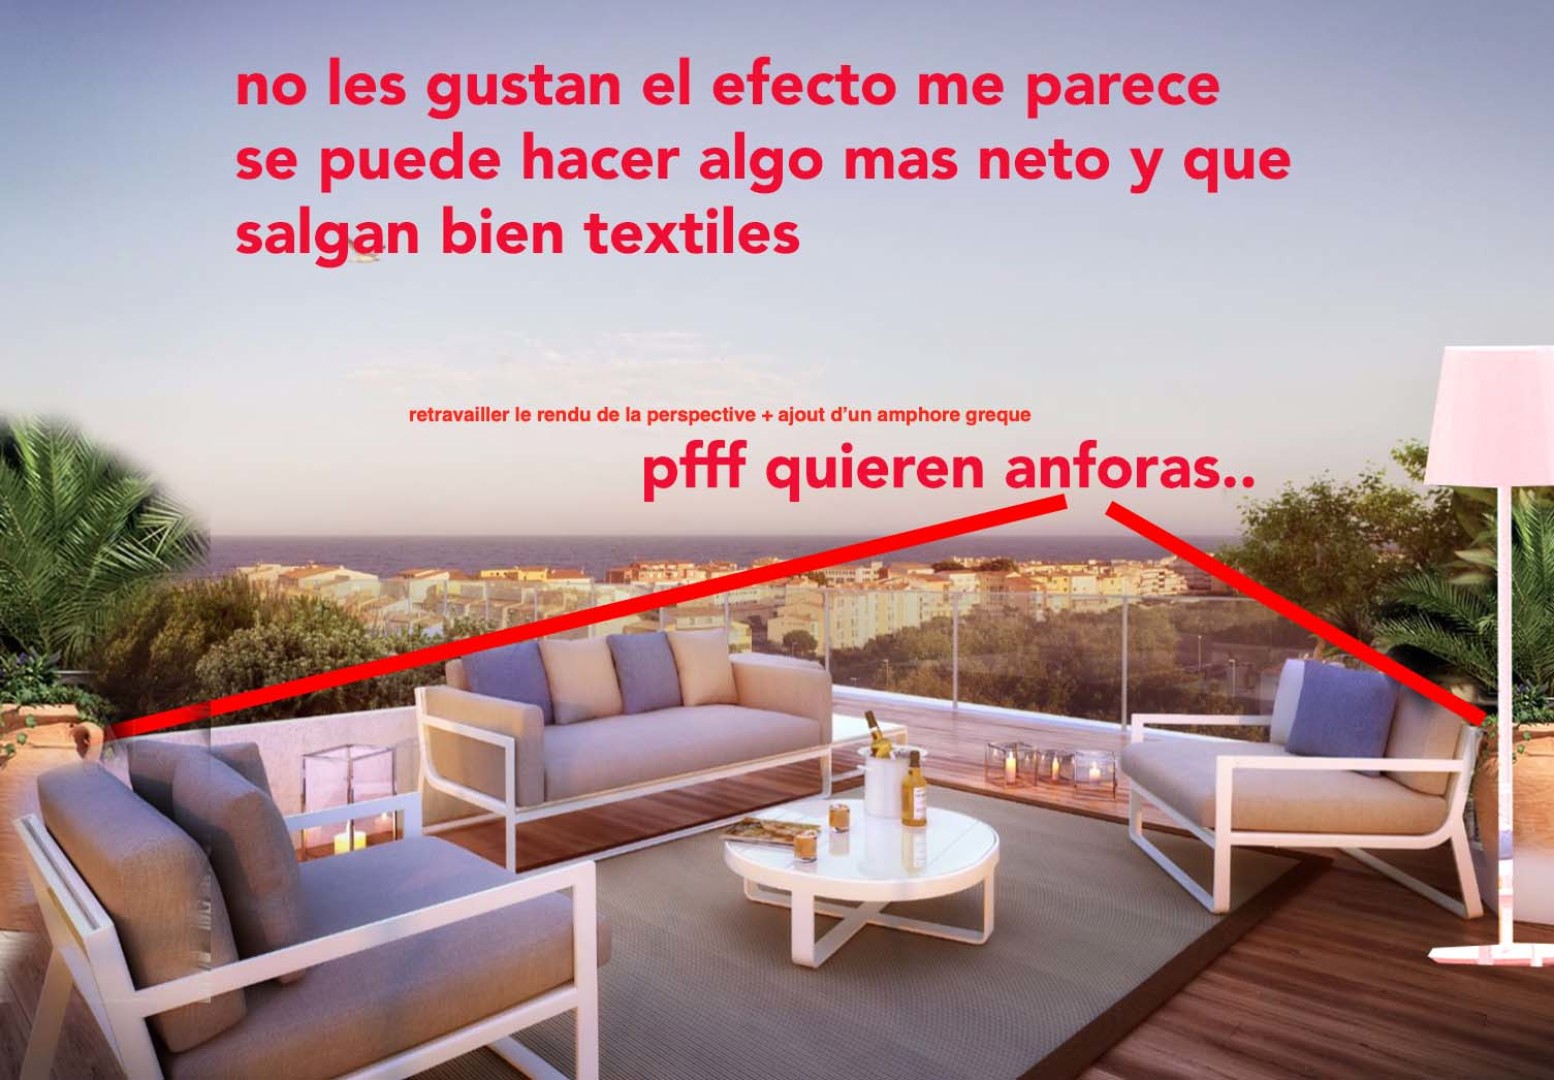 no les gustan el efecto me parece
se puede hacer algo mas neto y que
salgan bien textiles
retravailler le rendu de la perspective + ajout d’un amphore greque
pfff quieren anforas..